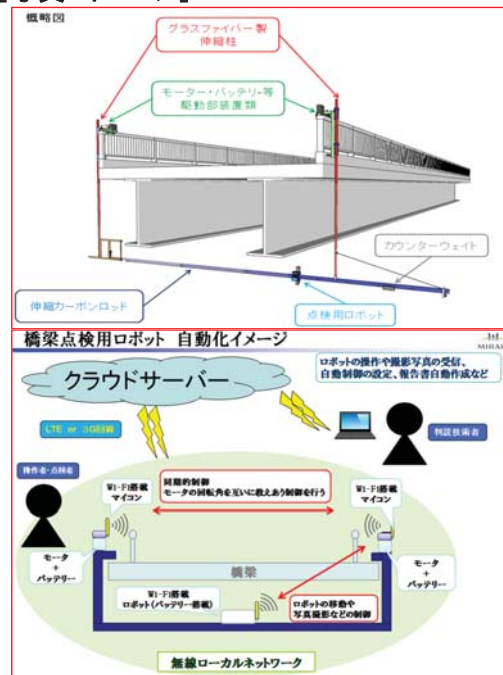 概略図
グラスファイバー製
伸縮柱
モーター・バッテリー等
駆動部装置類
カウンターウェイト
伸縮カーボンロッド
点検用ロボット
橋梁点検用ロボット 自動化イメージ
MIRAI
クラウドサーバー
ロボットの操作や撮影写真の受信、
自動制御の設定、報告書自動作成など
LTE or 3G回線
判読技術者
操作者・点検者
Wi-Fi搭載
マイコン
同期的制御
モータの回転角を互いに教えあう制御を行う
Wi-Fi搭載
マイコン
モータ
+
バッテリー
橋梁
モータ
+
バッテリー
Wi-Fi搭載
ロボット(バッテリー搭載)
ロボットの移動や
写真撮影などの制御
無線ローカルネットワーク